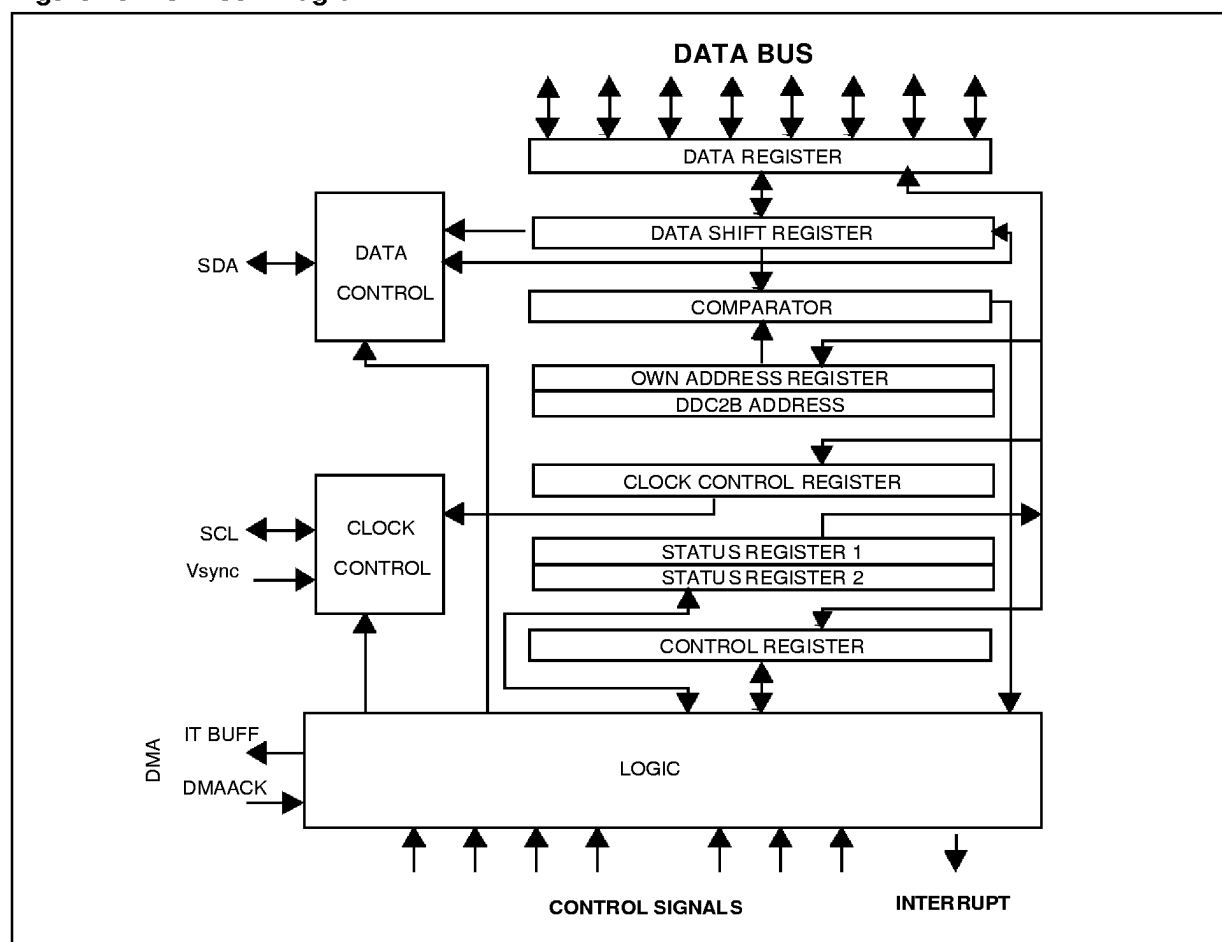 DATA BUS
DATA REGISTER
DATA SHIFT REGISTER
DATA
CONTROL
SDA
COMPARATOR
OWN ADDRESS REGISTER
DDC2B ADDRESS
CLOCK CONTROL REGISTER
CLOCK
CONTROL
SCL
Vsync
STATUS REGISTER 1
STATUS REGISTER 2
CONTROL REGISTER
DMA
IT BUFF
DMAACK
LOGIC
CONTROL SIGNALS
INTERRUPT